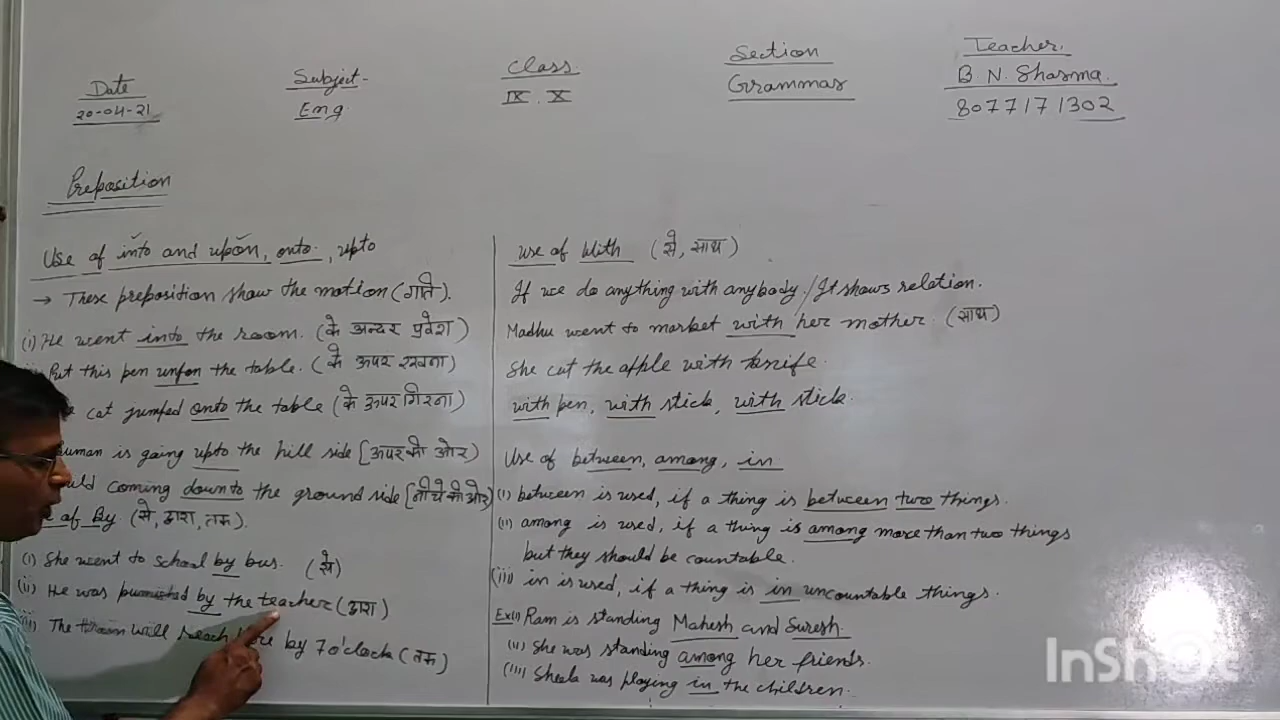 Date
20-04-21
Subject-
Eng.
Class
IX. X
Section
Grammar
Teacher.
B. N. Sharma.
8077171302
Preposition
Use of into and upon, onto, upto
→ These preposition show the motion (गति).
(i) He went into the room. (के अन्दर प्रवेश)
Put this pen upon the table. (के ऊपर रखना)
cat jumped onto the table (के ऊपर गिरना)
is going upto the hill side [ऊपर की ओर)
coming downto the ground side [नीचे की ओर)
of By (से, द्वारा, तक).
(i) She went to school by bus. (से)
(ii) He was punished by the teacher (द्वारा)
(iii) The train will reach here by 7 o'clock (तक)
use of With (से, साथ)
If we do anything with anybody. / It shows relation.
Madhu went to market with her mother. (साथ)
She cut the apple with knife.
with pen, with stick, with stick.
Use of between, among, in
(i) between is used, if a thing is between two things.
(ii) among is used, if a thing is among more than two things
but they should be countable.
(iii) in is used, if a thing is in uncountable things.
Ex(i) Ram is standing Mahesh and Suresh.
(ii) She was standing among her friends.
(iii) Sheela was playing in the children.
InShot